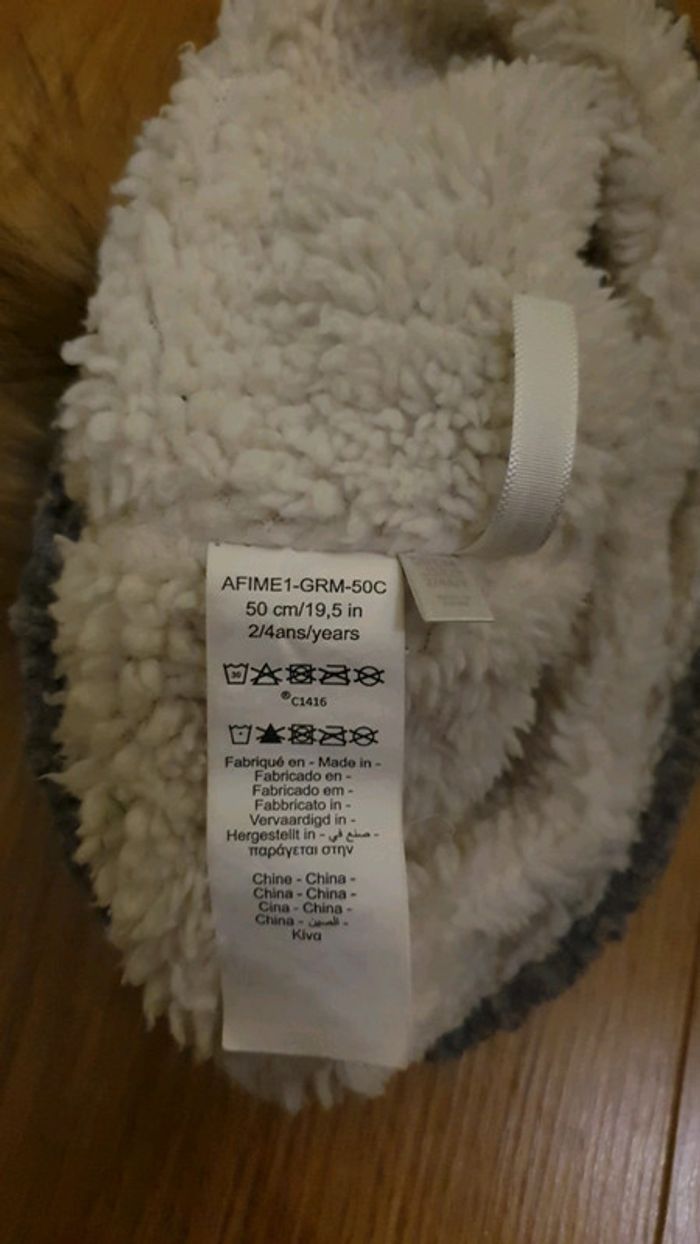 AFIME1-GRM-50C
50 cm/19,5 in
2/4ans/years
30
®C1416
Fabriqué en - Made in -
Fabricado en -
Fabricado em -
Fabbricato in -
Vervaardigd in -
Hergestellt in - صنع في -
παράγεται στην
Chine - China -
China - China -
Cina - China -
China - الصين -
Κίνα